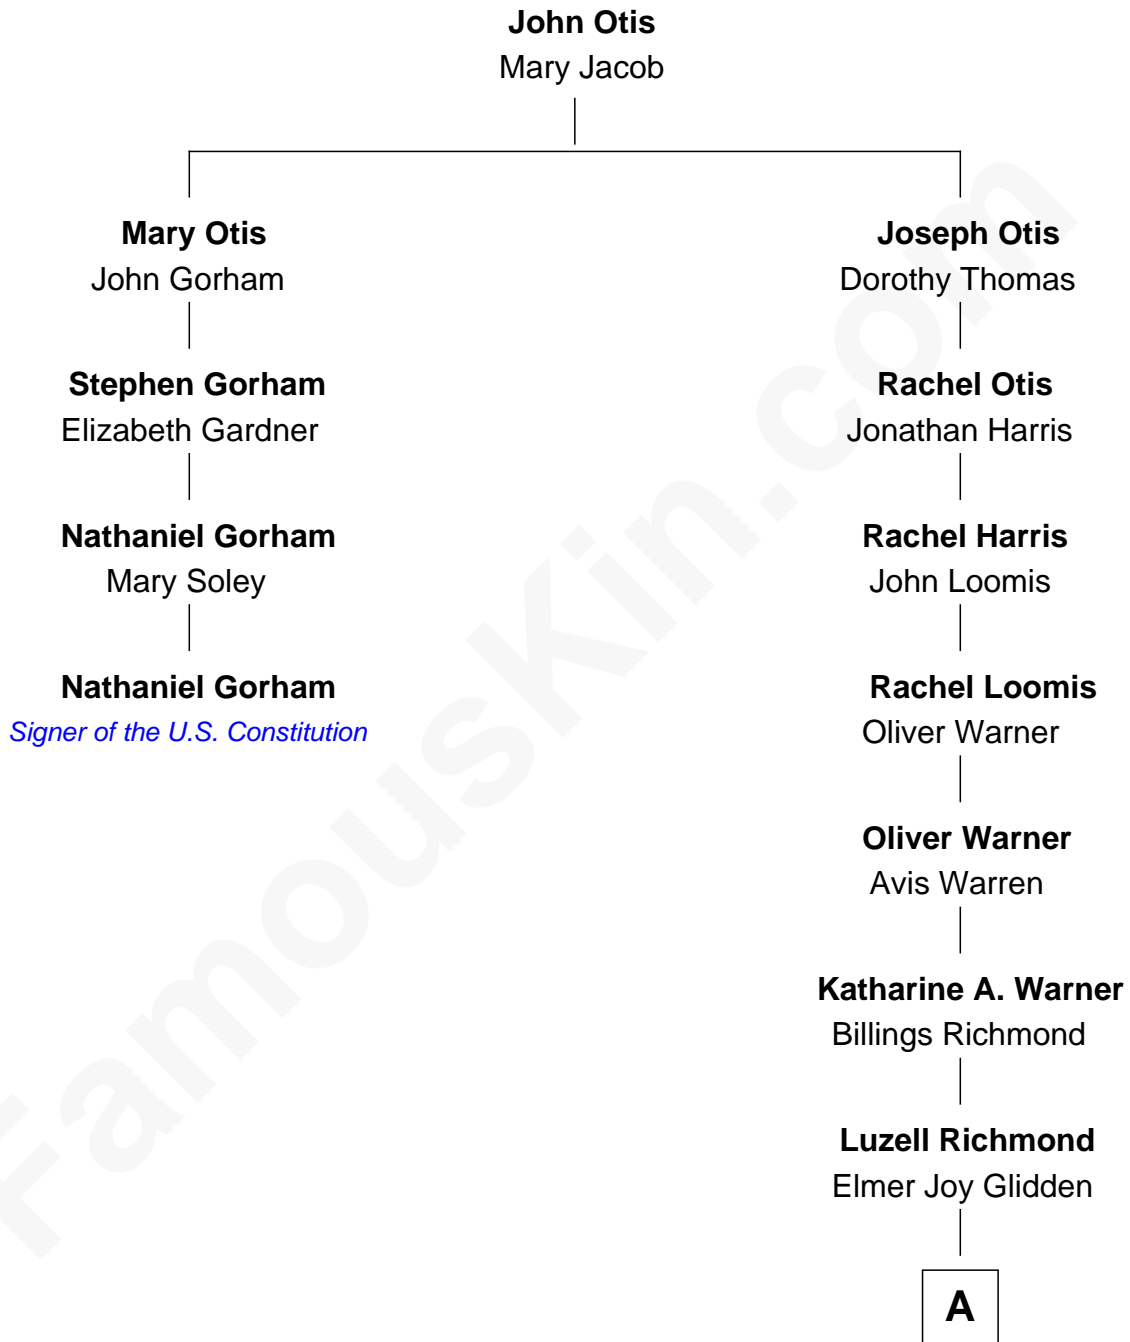 John Otis
Mary Jacob
Mary Otis
John Gorham
Joseph Otis
Dorothy Thomas
Stephen Gorham
Elizabeth Gardner
Rachel Otis
Jonathan Harris
Nathaniel Gorham
Mary Soley
Rachel Harris
John Loomis
Nathaniel Gorham
Signer of the U.S. Constitution
Rachel Loomis
Oliver Warner
Oliver Warner
Avis Warren
Katharine A. Warner
Billings Richmond
Luzell Richmond
Elmer Joy Glidden
A
FamousKin.com